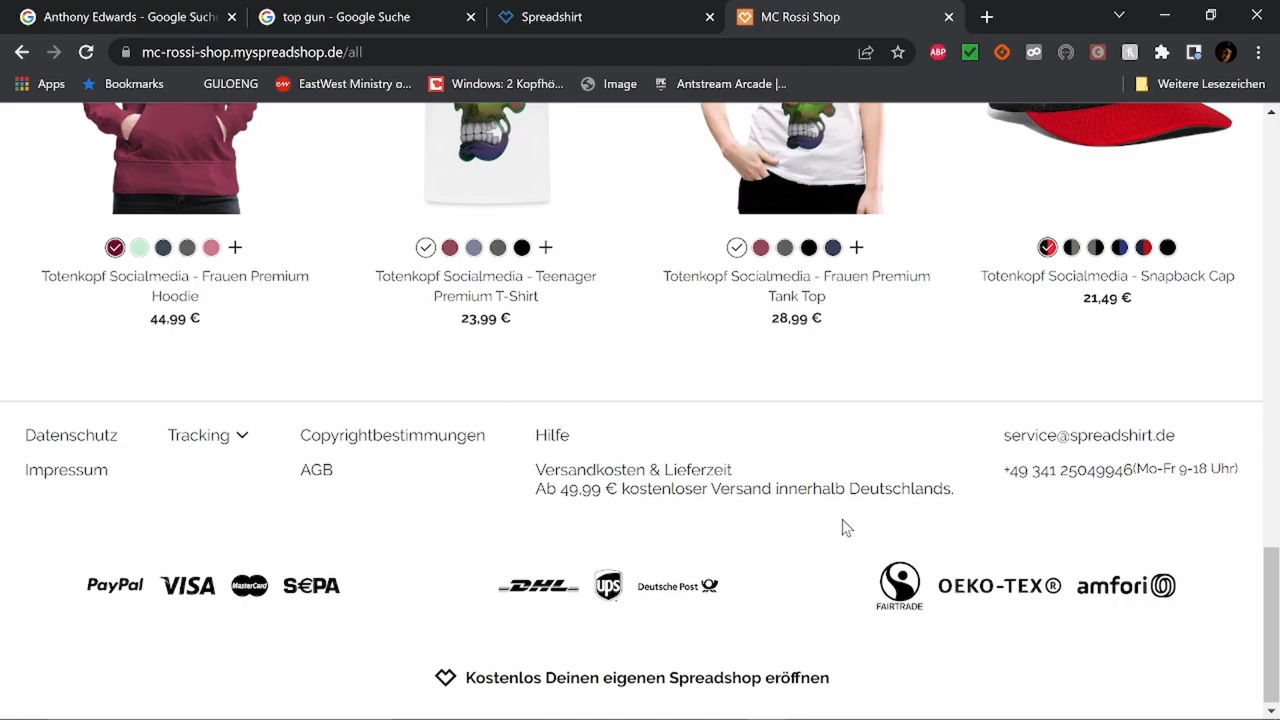 Anthony Edwards - Google Suche
top gun - Google Suche
Spreadshirt
MC Rossi Shop
mc-rossi-shop.myspreadshop.de/all
ABP
Apps
Bookmarks
GULOENG
EastWest Ministry o...
Windows: 2 Kopfhö...
Image
Antstream Arcade |...
Weitere Lesezeichen
Totenkopf Socialmedia - Frauen Premium
Hoodie
44,99 €
Totenkopf Socialmedia - Teenager
Premium T-Shirt
23,99 €
Totenkopf Socialmedia - Frauen Premium
Tank Top
28,99 €
Totenkopf Socialmedia - Snapback Cap
21,49 €
Datenschutz
Tracking
Copyrightbestimmungen
Hilfe
service@spreadshirt.de
Impressum
AGB
Versandkosten & Lieferzeit
Ab 49,99 € kostenloser Versand innerhalb Deutschlands.
+49 341 25049946(Mo-Fr 9-18 Uhr)
PayPal
VISA
MasterCard
S€PA
DHL
ups
Deutsche Post
FAIRTRADE
OEKO-TEX®
amfori
Kostenlos Deinen eigenen Spreadshop eröffnen